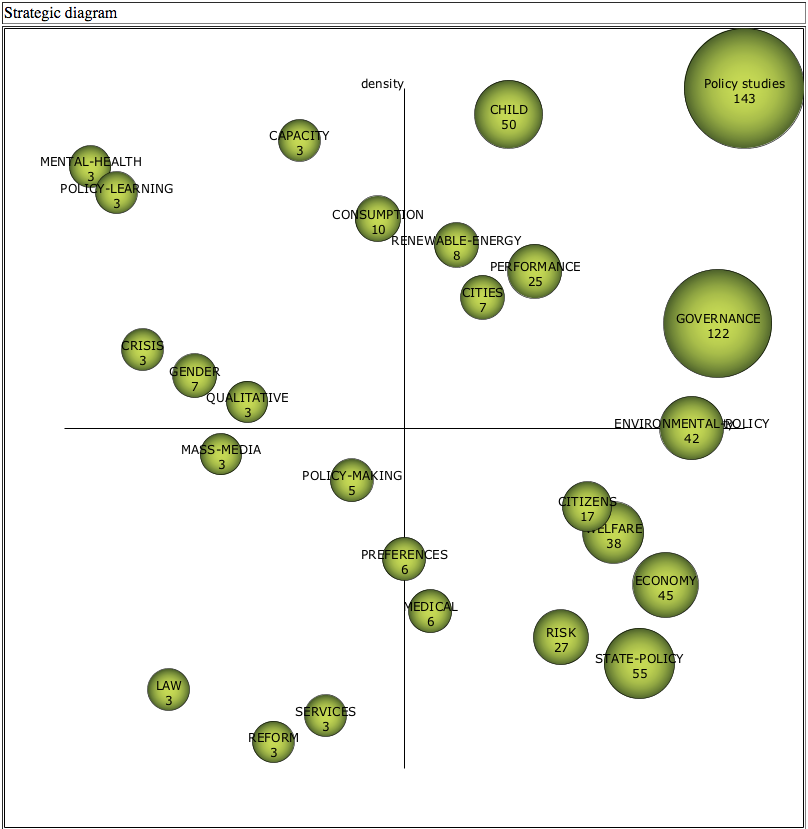 Strategic diagram
density
Policy studies
143
CHILD
50
CAPACITY
3
MENTAL-HEALTH
3
POLICY-LEARNING
3
CONSUMPTION
10
RENEWABLE-ENERGY
8
PERFORMANCE
25
CITIES
7
GOVERNANCE
122
CRISIS
3
GENDER
7
QUALITATIVE
3
ENVIRONMENTAL-POLICY
42
MASS-MEDIA
3
POLICY-MAKING
5
CITIZENS
17
WELFARE
38
PREFERENCES
6
ECONOMY
45
MEDICAL
6
RISK
27
STATE-POLICY
55
LAW
3
SERVICES
3
REFORM
3